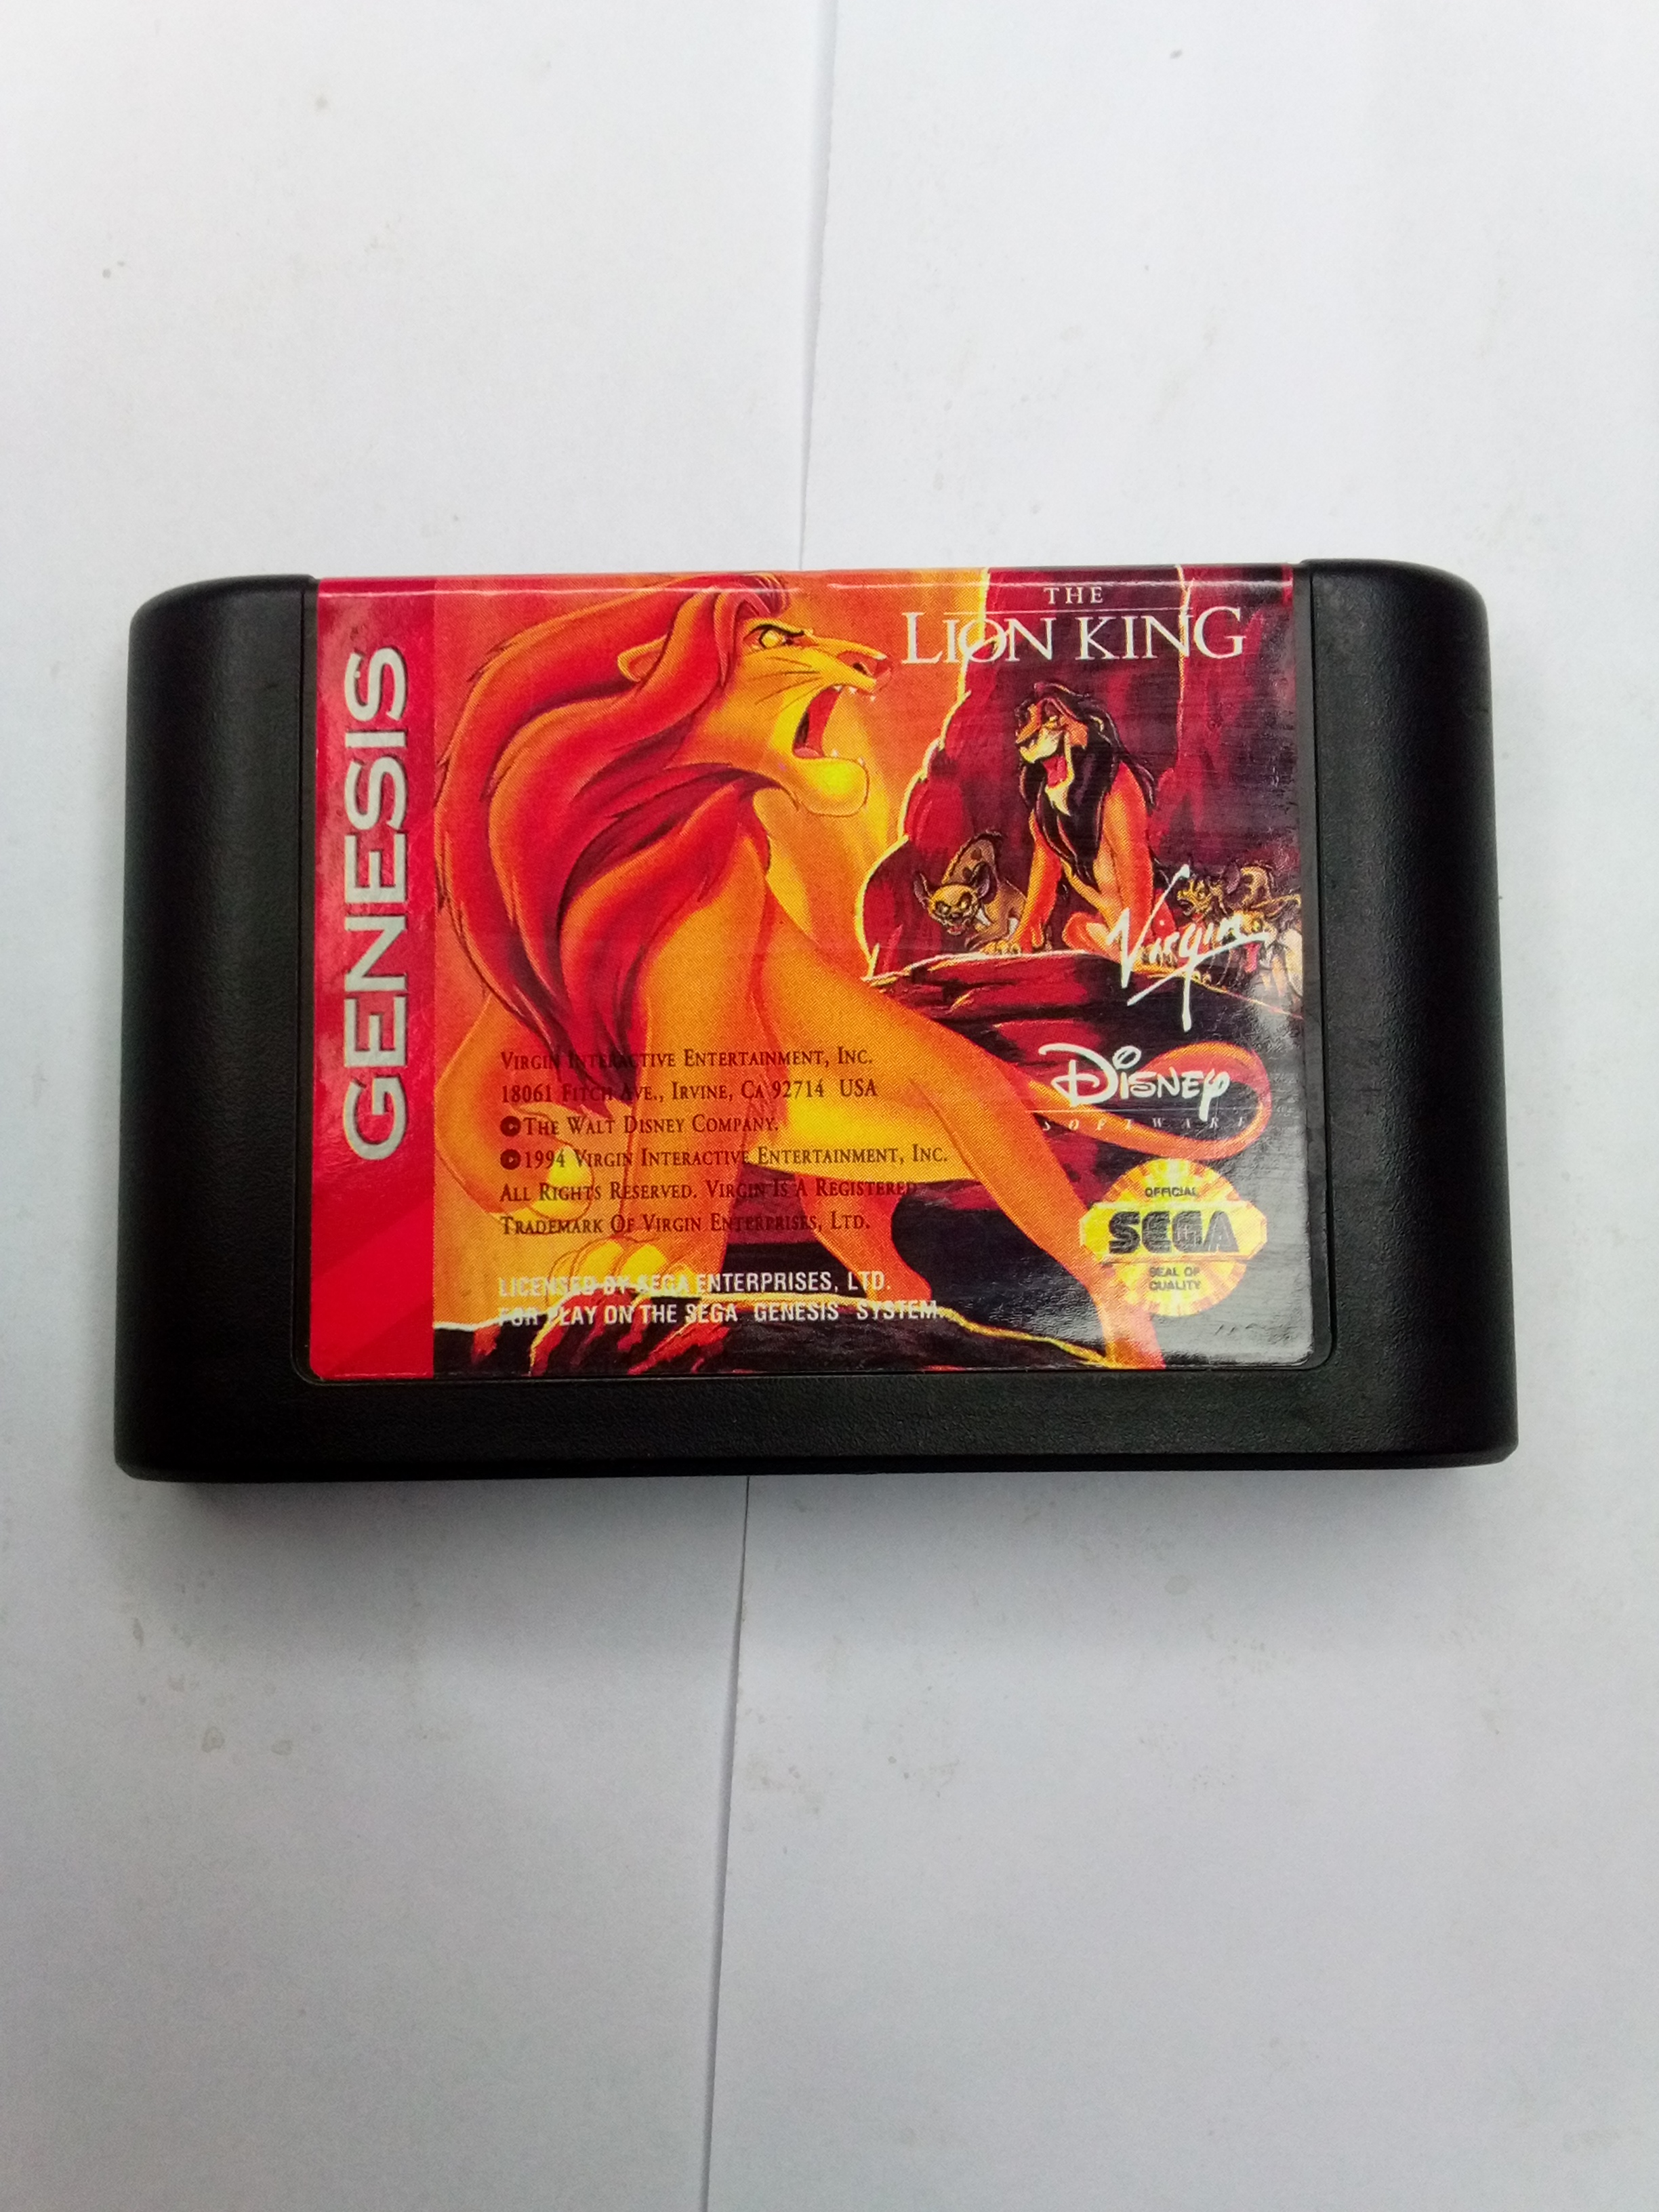 GENESIS
THE
LION KING
Virgin
VIRGIN INTERACTIVE ENTERTAINMENT, INC.
18061 FITCH AVE., IRVINE, CA 92714 USA
©THE WALT DISNEY COMPANY.
©1994 VIRGIN INTERACTIVE ENTERTAINMENT, INC.
ALL RIGHTS RESERVED. VIRGIN IS A REGISTERED
TRADEMARK OF VIRGIN ENTERPRISES, LTD.
LICENSED BY SEGA ENTERPRISES, LTD.
FOR PLAY ON THE SEGA GENESIS SYSTEM.
DISNEY
SOFTWARE
OFFICIAL
SEGA
SEAL OF
QUALITY